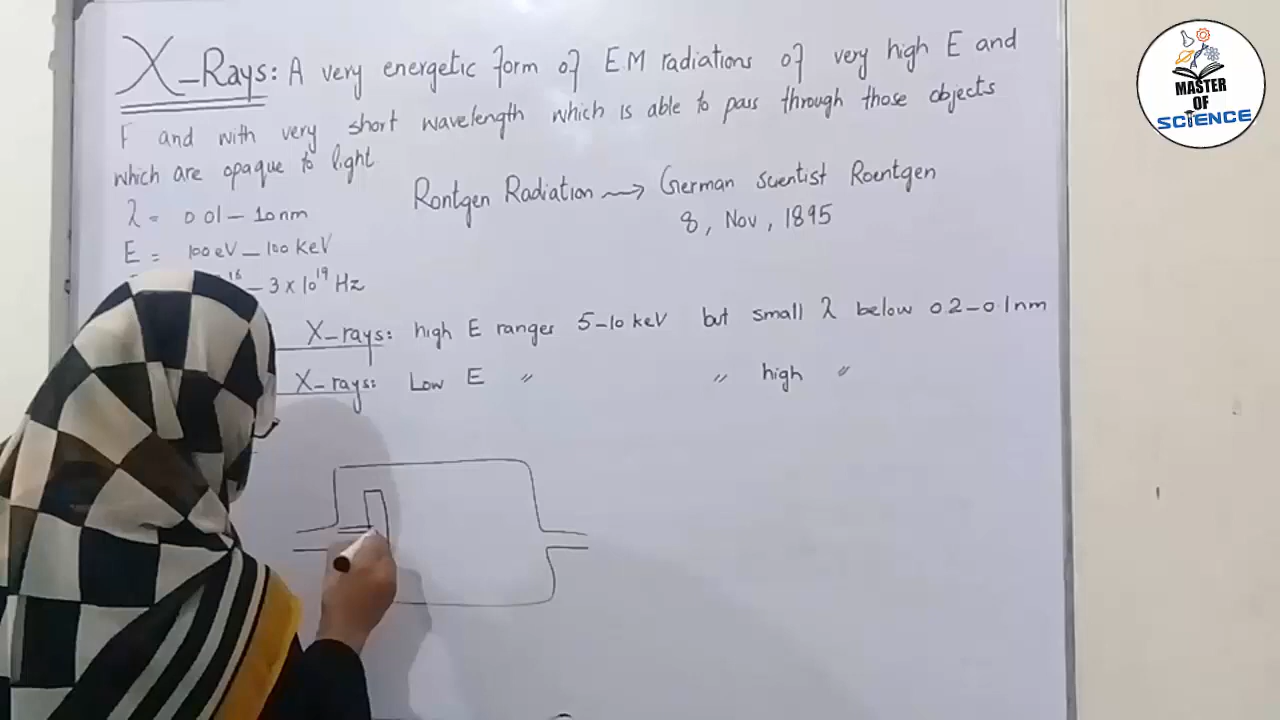 X-Rays: A very energetic form of EM radiations of very high E and
F and with very short wavelength which is able to pass through those objects
which are opaque to light
Rontgen Radiation → German scientist Roentgen
8, Nov, 1895
λ = 0.01 - 10nm
E = 100 eV - 100 KeV
- 3 x 10¹⁹ Hz
X-rays: high E ranges 5-10 keV but small λ below 0.2-0.1nm
X-rays: Low E " " high "
MASTER
OF
SCIENCE